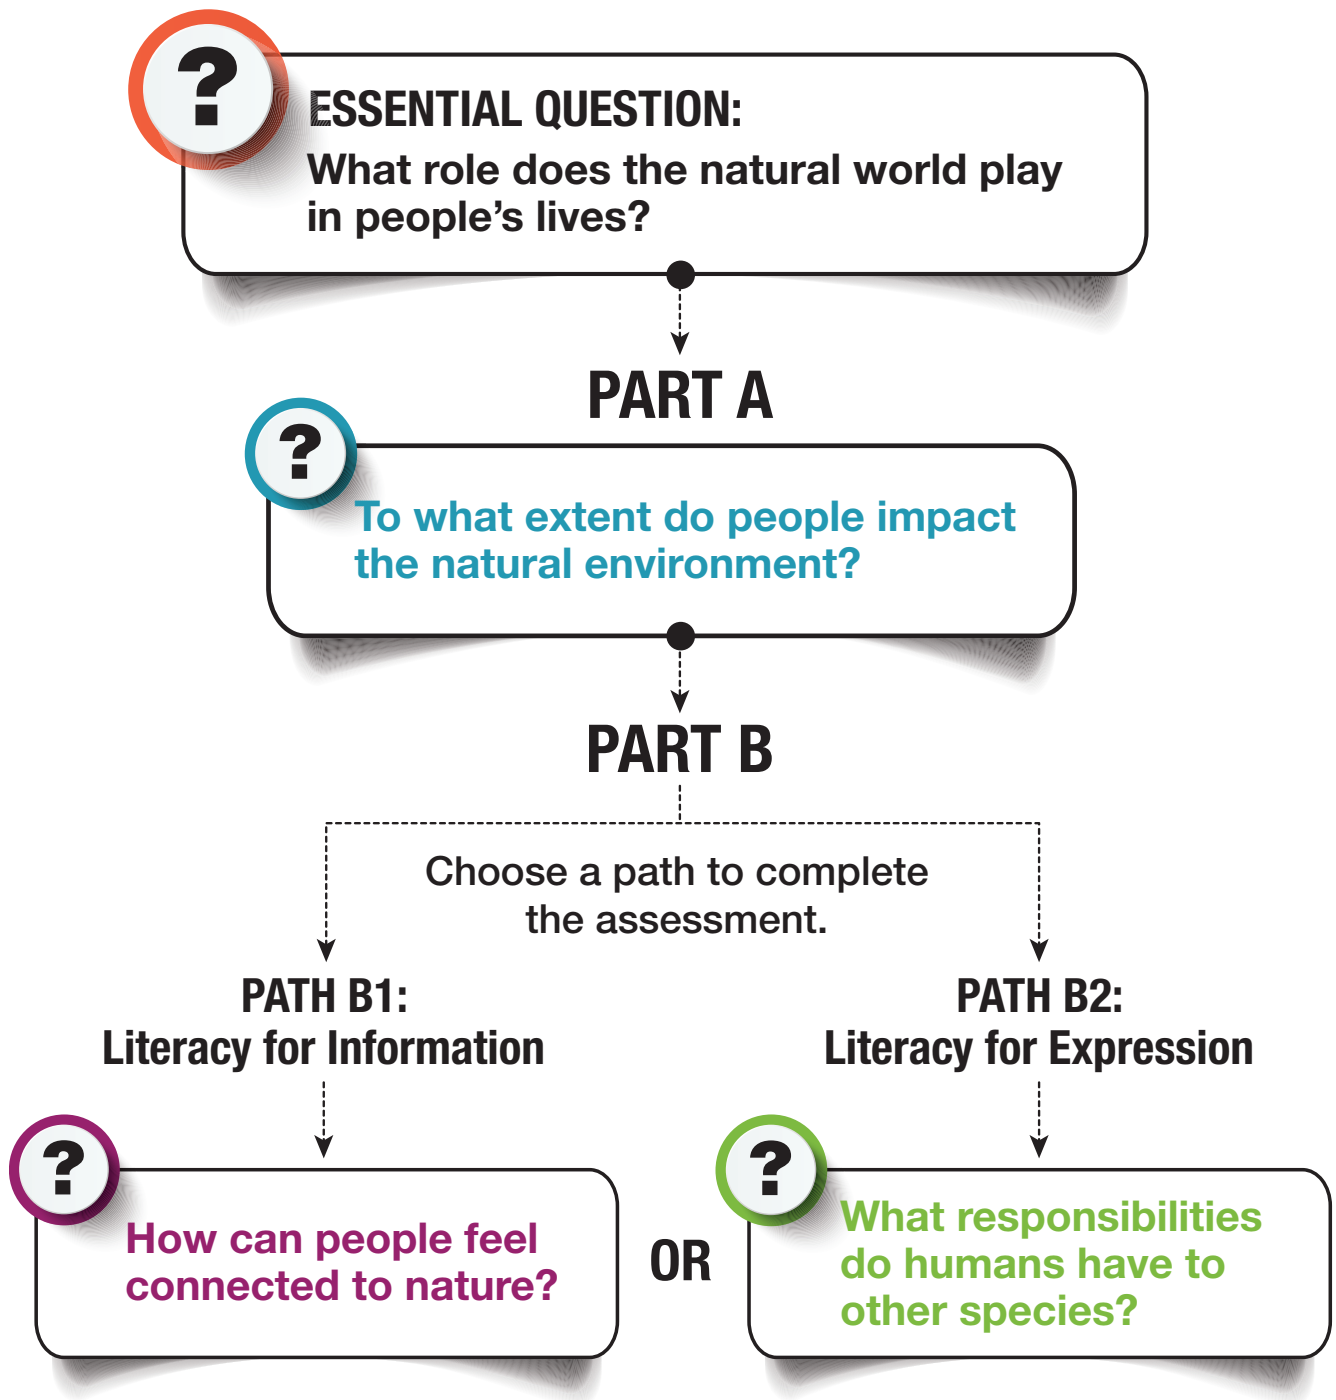 ?
ESSENTIAL QUESTION:
What role does the natural world play
in people's lives?
PART A
?
To what extent do people impact
the natural environment?
PART B
Choose a path to complete
the assessment.
PATH B1:
Literacy for Information
?
How can people feel
connected to nature?
OR
PATH B2:
Literacy for Expression
?
What responsibilities
do humans have to
other species?